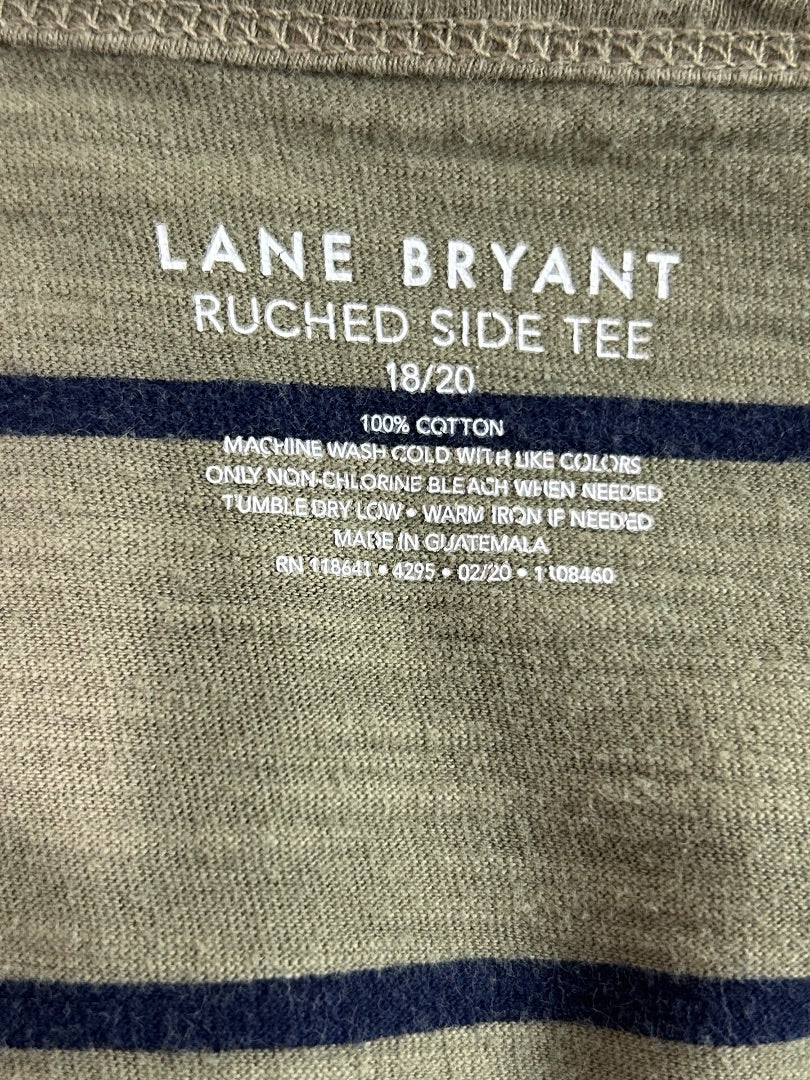 LANE BRYANT
RUCHED SIDE TEE
18/20
100% COTTON
MACHINE WASH COLD WITH LIKE COLORS
ONLY NON-CHLORINE BLEACH WHEN NEEDED
TUMBLE DRY LOW • WARM IRON IF NEEDED
MADE IN GUATEMALA
RN 118641 • 4295 • 02/20 • 1108460